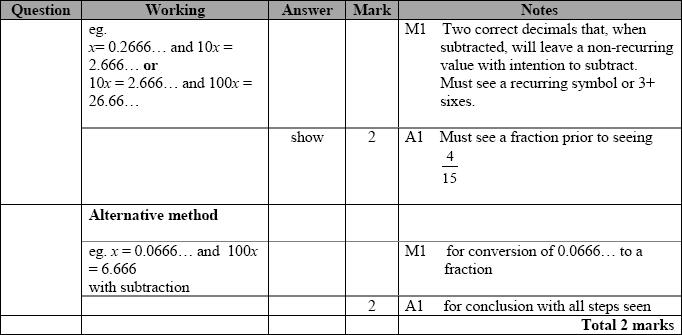 Question Working Answer Mark Notes
eg.
x= 0.2666… and 10x =
2.666… or
10x = 2.666… and 100x =
26.66…
M1 Two correct decimals that, when
subtracted, will leave a non-recurring
value with intention to subtract.
Must see a recurring symbol or 3+
sixes.
show 2 A1 Must see a fraction prior to seeing
4
15
Alternative method
eg. x = 0.0666… and 100x
= 6.666
with subtraction
M1 for conversion of 0.0666… to a
fraction
2 A1 for conclusion with all steps seen
Total 2 marks